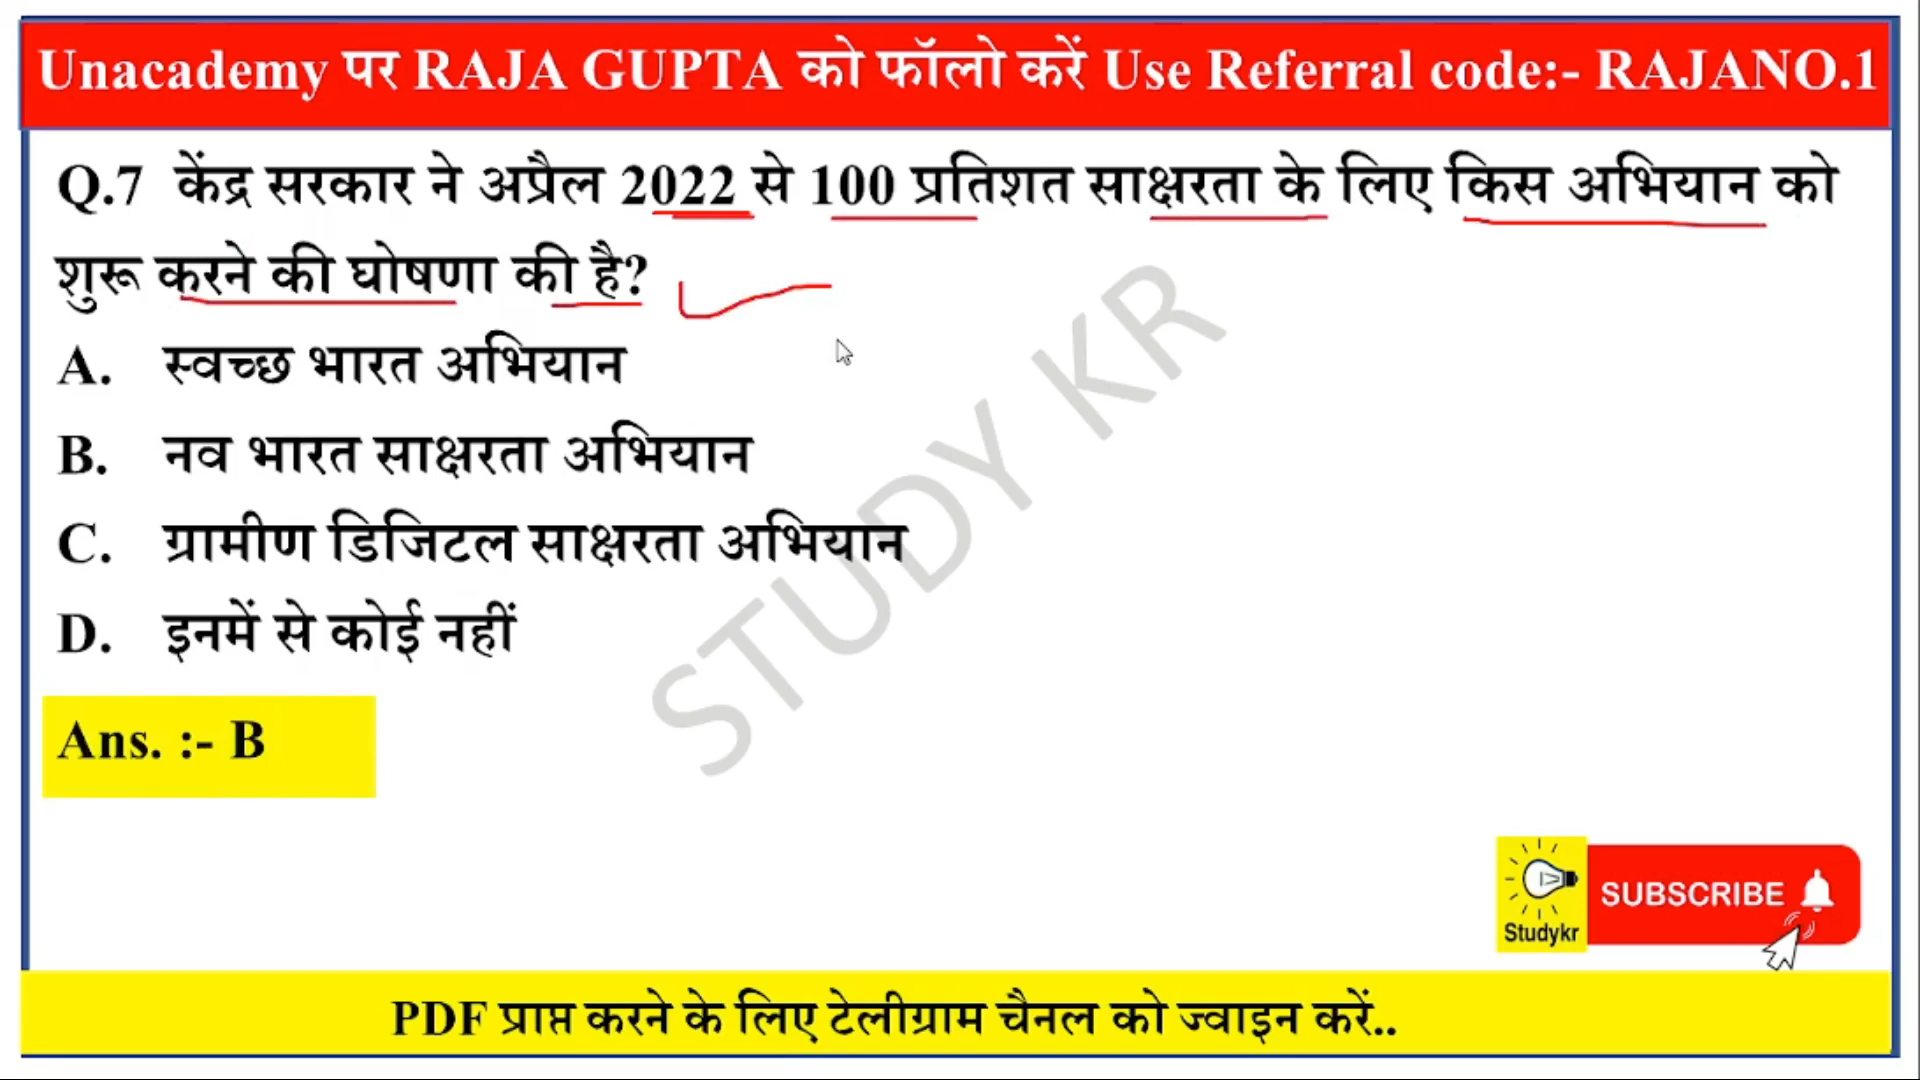 Unacademy पर RAJA GUPTA को फॉलो करें Use Referral code:- RAJANO.1
Q.7 केंद्र सरकार ने अप्रैल 2022 से 100 प्रतिशत साक्षरता के लिए किस अभियान को
शुरू करने की घोषणा की है?
A. स्वच्छ भारत अभियान
B. नव भारत साक्षरता अभियान
C. ग्रामीण डिजिटल साक्षरता अभियान
D. इनमें से कोई नहीं
STUDY KR
Ans. :- B
SUBSCRIBE
Studykr
PDF प्राप्त करने के लिए टेलीग्राम चैनल को ज्वाइन करें..